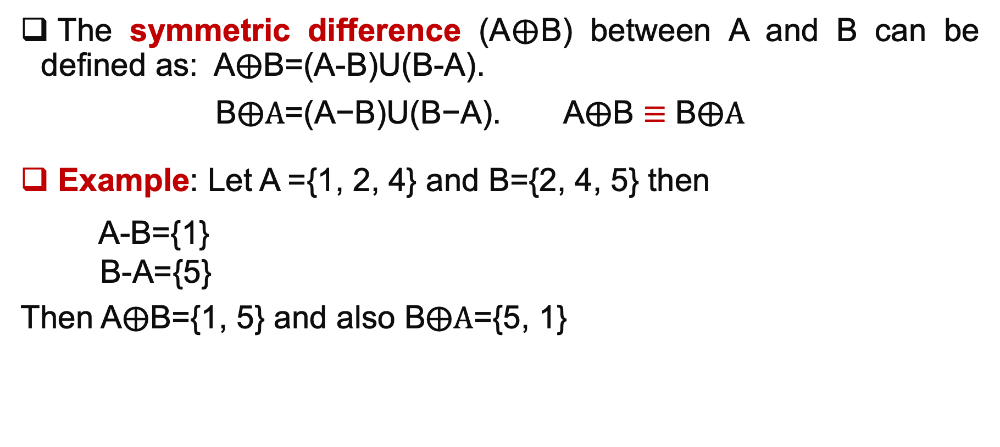 ❑ The symmetric difference (A⊕B) between A and B can be
defined as: A⊕B=(A-B)U(B-A).
B⊕A=(A−B)U(B−A). A⊕B ≡ B⊕A
❑ Example: Let A ={1, 2, 4} and B={2, 4, 5} then
A-B={1}
B-A={5}
Then A⊕B={1, 5} and also B⊕A={5, 1}